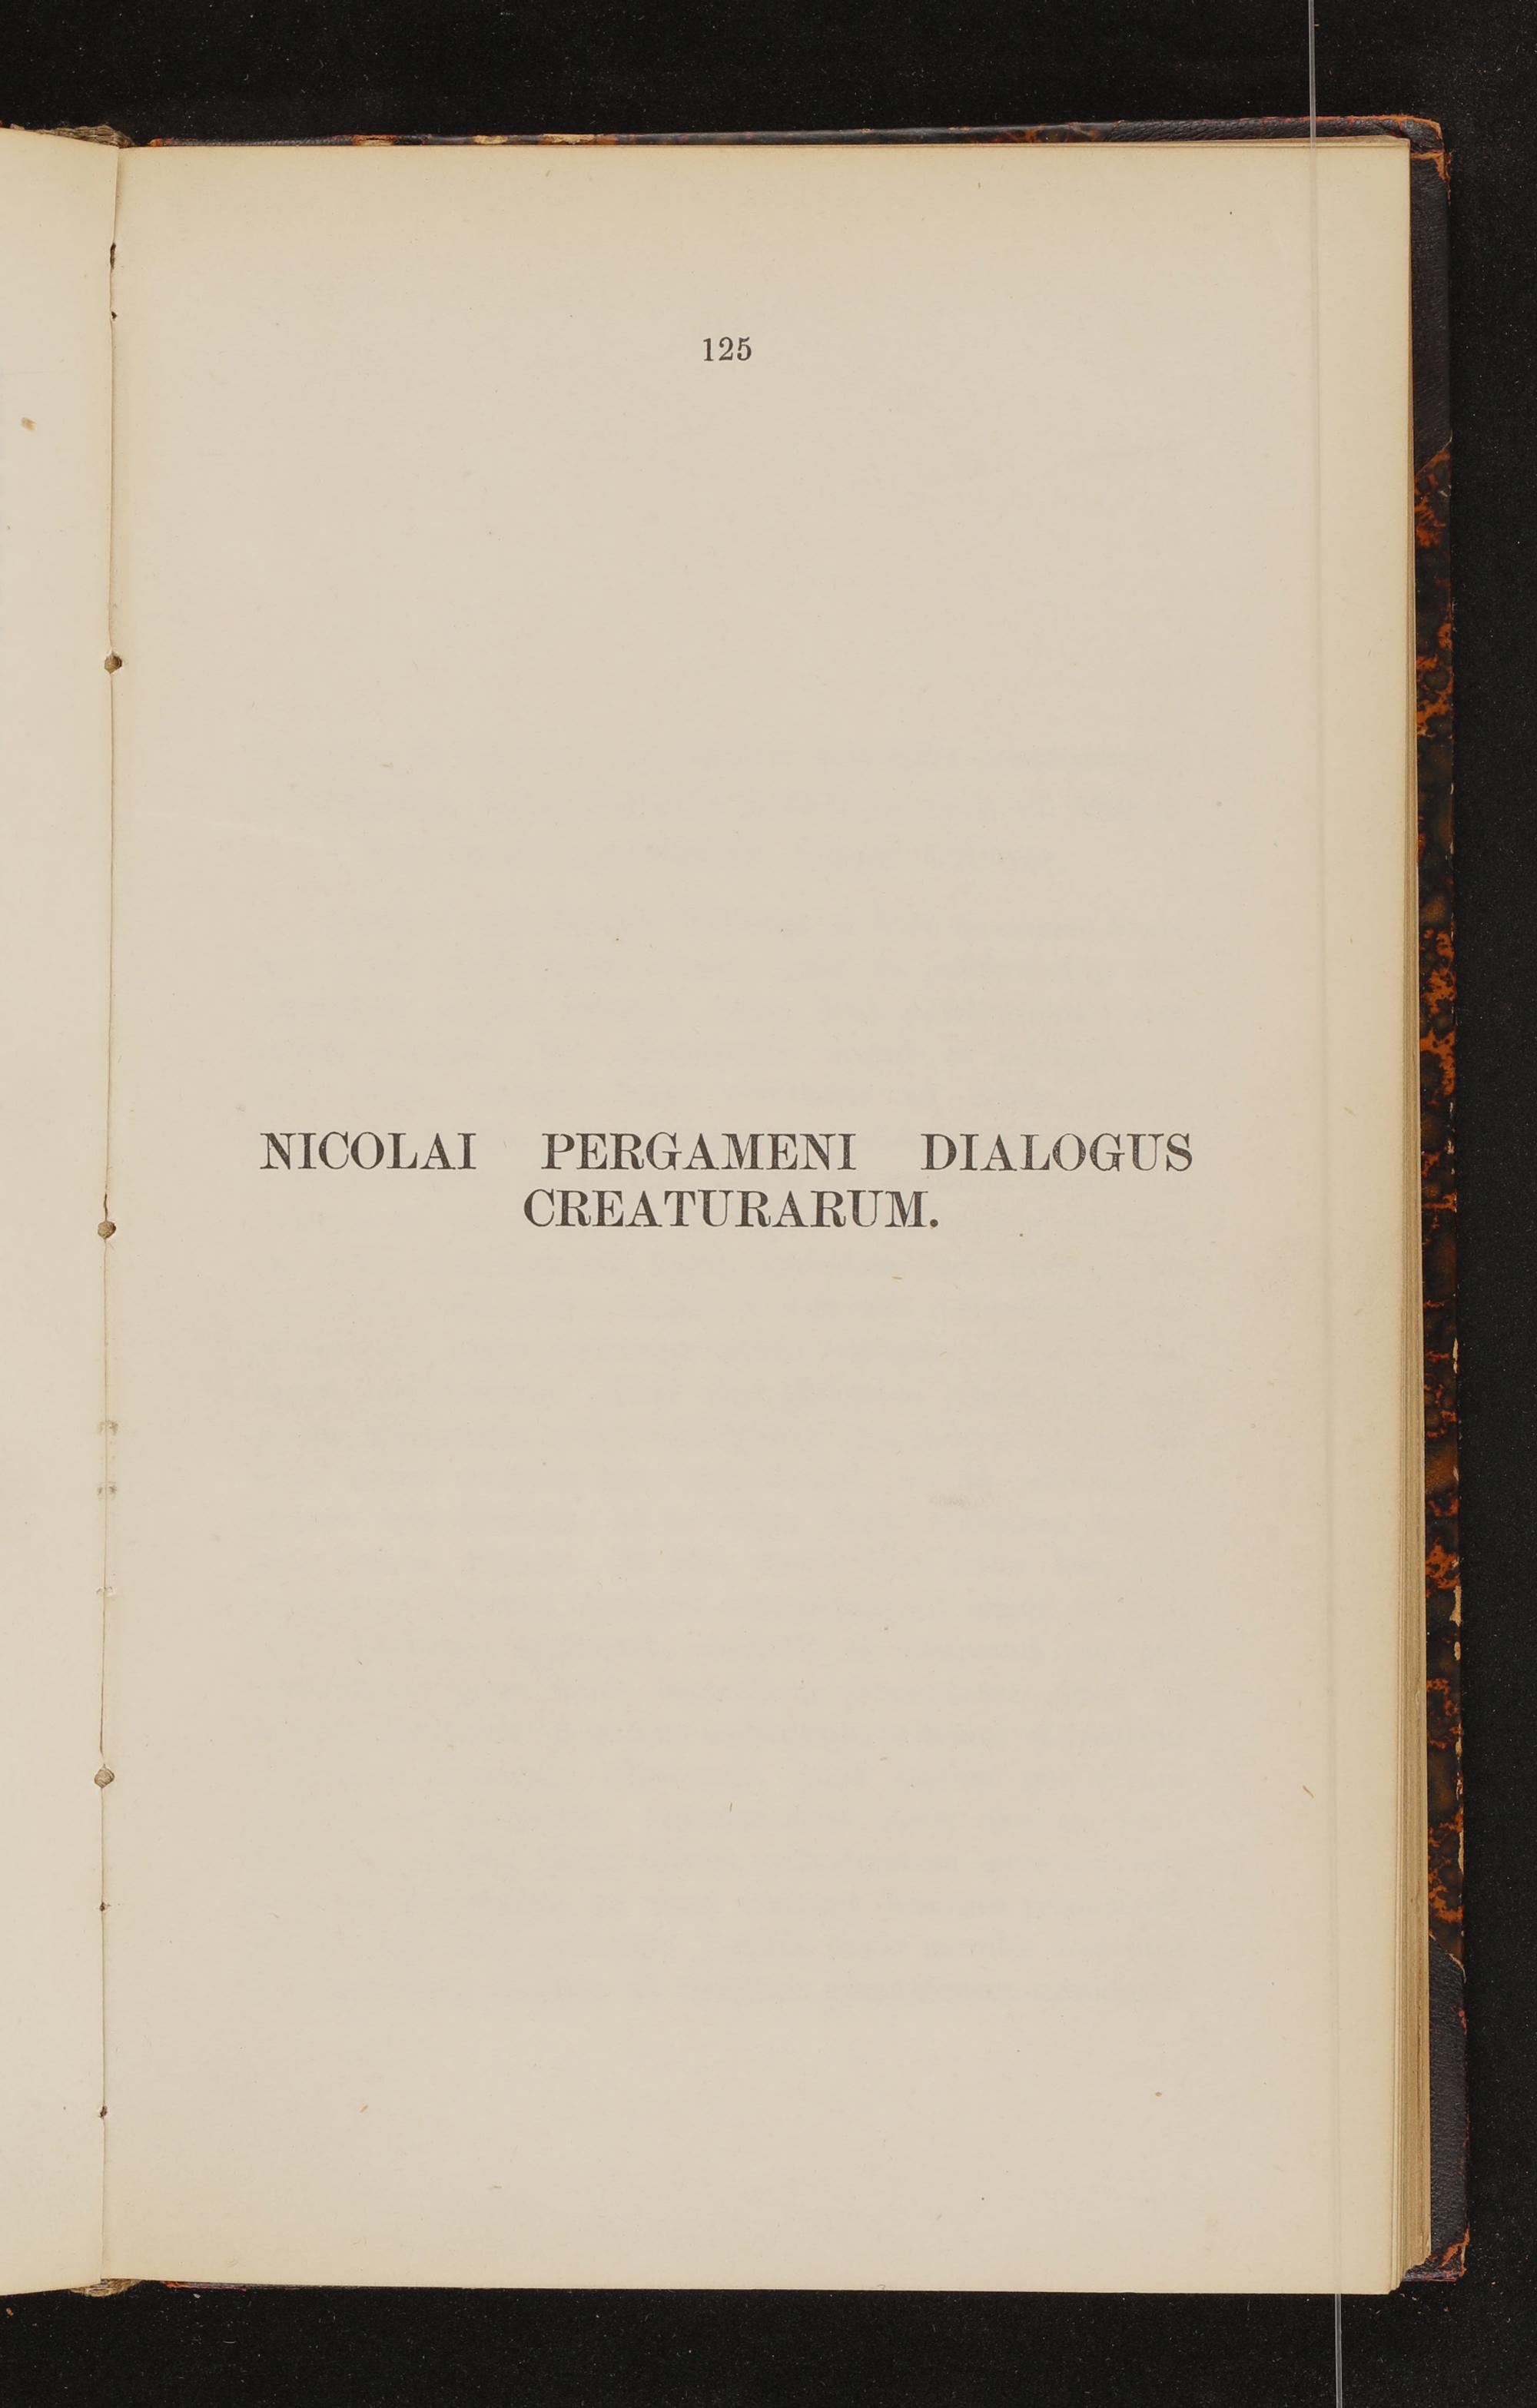 125
NICOLAI PERGAMENI DIALOGUS
CREATURARUM.